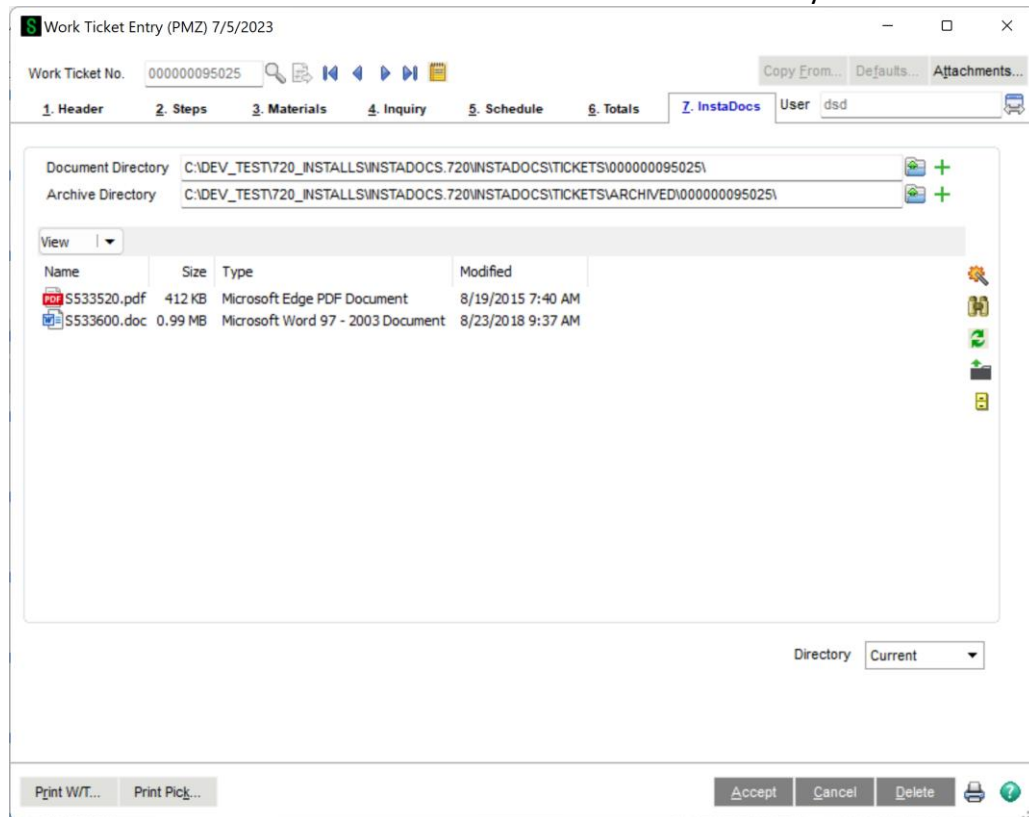 Work Ticket Entry (PMZ) 7/5/2023
Work Ticket No. 000000095025 Copy From... Defaults... Attachments...
1. Header 2. Steps 3. Materials 4. Inquiry 5. Schedule 6. Totals 7. InstaDocs User dsd
Document Directory C:\DEV_TEST\720_INSTALLS\INSTADOCS.720\INSTADOCS\TICKETS\000000095025\
Archive Directory C:\DEV_TEST\720_INSTALLS\INSTADOCS.720\INSTADOCS\TICKETS\ARCHIVED\000000095025\
View
Name Size Type Modified
PDF S533520.pdf 412 KB Microsoft Edge PDF Document 8/19/2015 7:40 AM
S533600.doc 0.99 MB Microsoft Word 97 - 2003 Document 8/23/2018 9:37 AM
Directory Current
Print W/T... Print Pick... Accept Cancel Delete